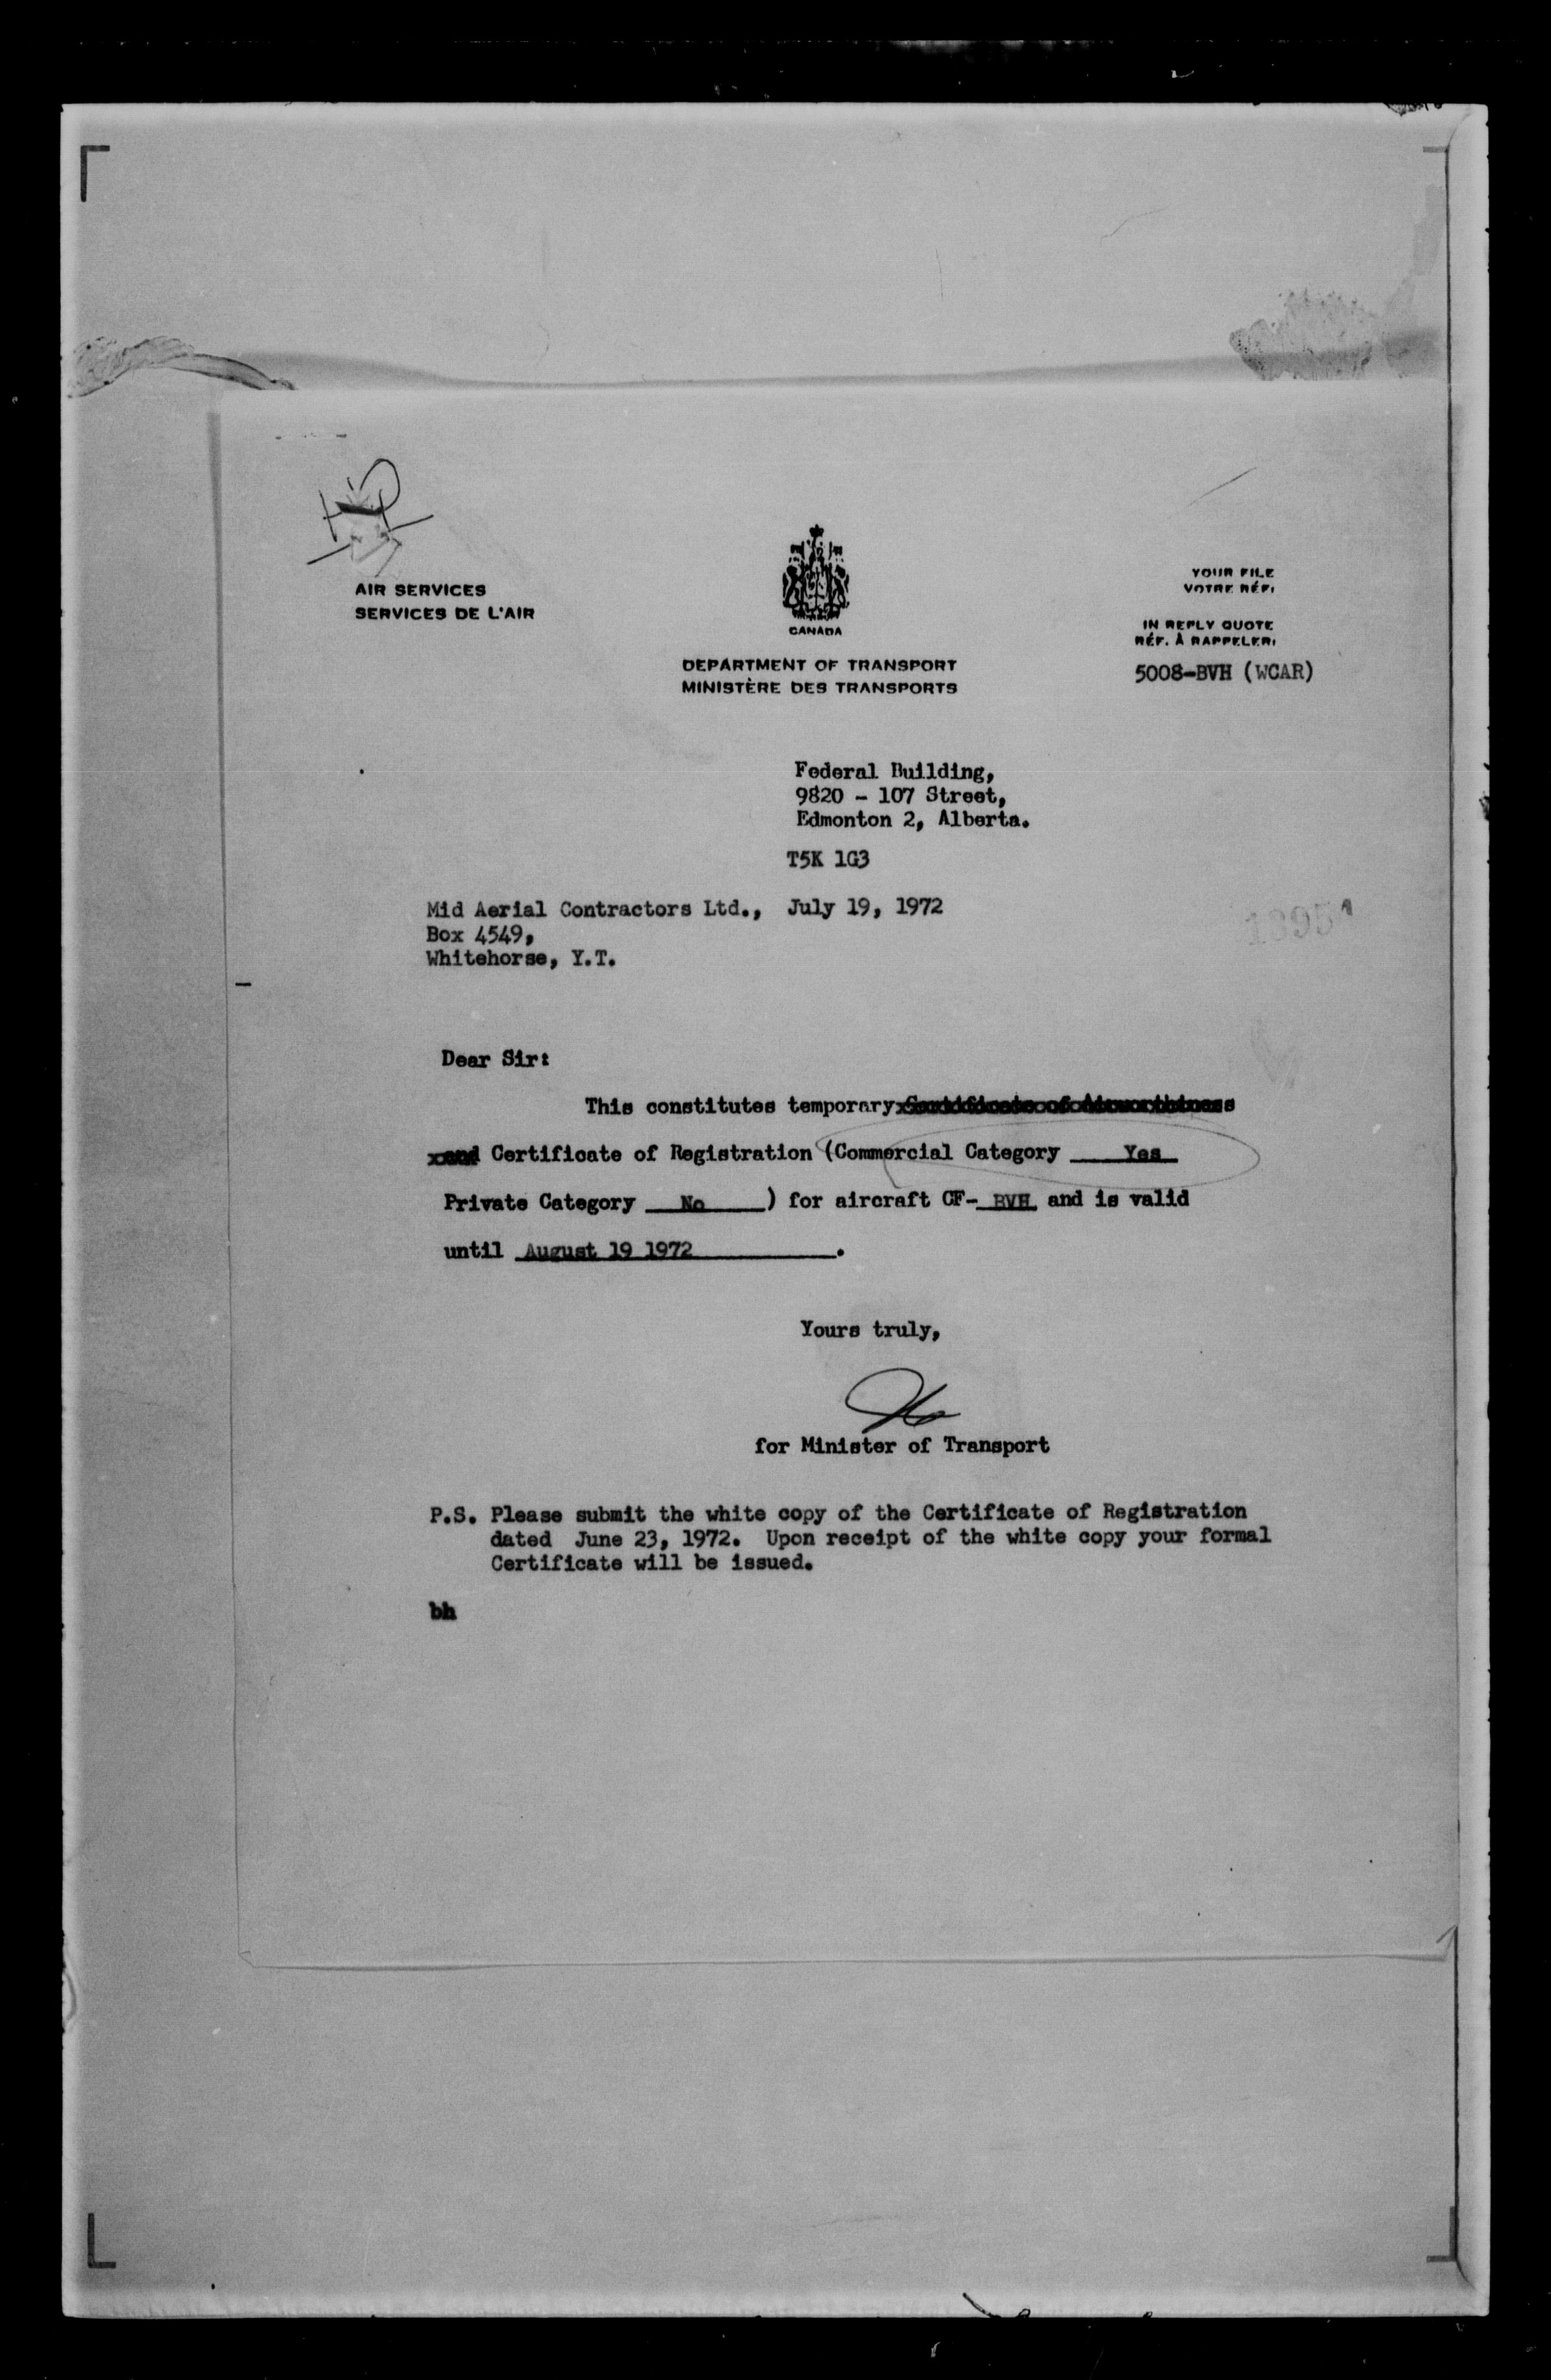 AIR SERVICES
SERVICES DE L'AIR
CANADA
DEPARTMENT OF TRANSPORT
MINISTÈRE DES TRANSPORTS
YOUR FILE
VOTRE RÉF:
IN REPLY QUOTE
RÉF. À RAPPELER:
5008-BVH (WCAR)
Federal Building,
9820 - 107 Street,
Edmonton 2, Alberta.
T5K 1G3
July 19, 1972
Mid Aerial Contractors Ltd.,
Box 4549,
Whitehorse, Y.T.
Dear Sir:
This constitutes temporary Certificate of Airworthiness
and Certificate of Registration (Commercial Category Yes
Private Category No ) for aircraft CF- BVH and is valid
until August 19 1972 .
Yours truly,
for Minister of Transport
P.S. Please submit the white copy of the Certificate of Registration
dated June 23, 1972. Upon receipt of the white copy your formal
Certificate will be issued.
bh